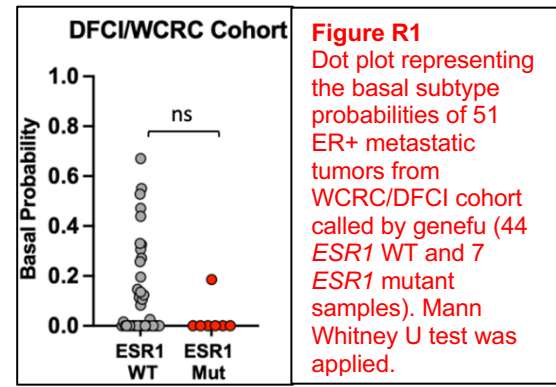 DFCI/WCRC Cohort
ns
Basal Probability
1.0
0.8
0.6
0.4
0.2
0.0
ESR1
WT
ESR1
Mut
Figure R1
Dot plot representing
the basal subtype
probabilities of 51
ER+ metastatic
tumors from
WCRC/DFCI cohort
called by genefu (44
ESR1 WT and 7
ESR1 mutant
samples). Mann
Whitney U test was
applied.